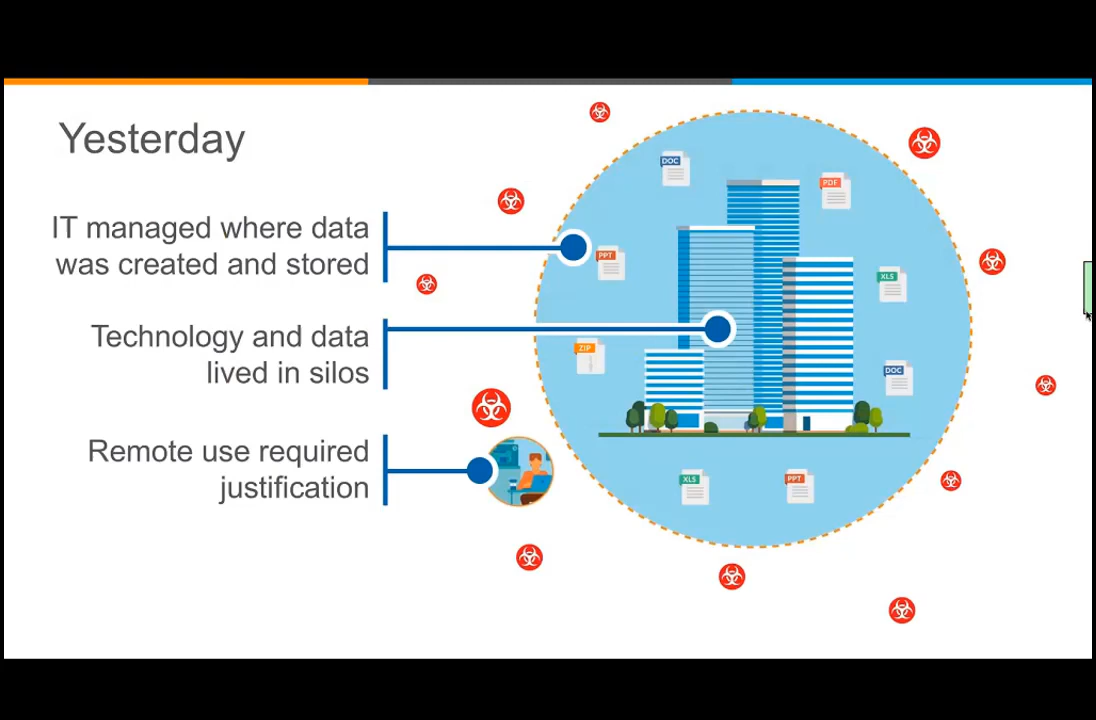 Yesterday
IT managed where data
was created and stored
Technology and data
lived in silos
Remote use required
justification
DOC
PDF
PPT
XLS
ZIP
DOC
XLS
PPT